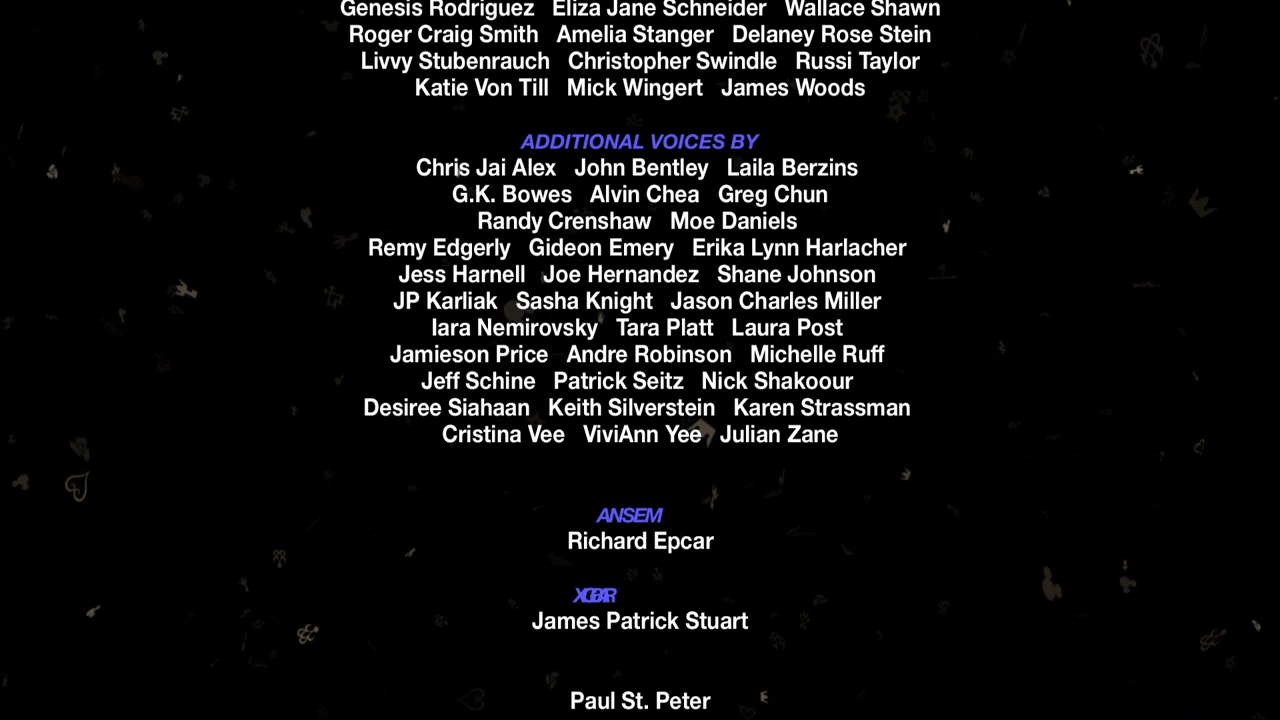 Genesis Rodriguez Eliza Jane Schneider Wallace Shawn
Roger Craig Smith Amelia Stanger Delaney Rose Stein
Livvy Stubenrauch Christopher Swindle Russi Taylor
Katie Von Till Mick Wingert James Woods
ADDITIONAL VOICES BY
Chris Jai Alex John Bentley Laila Berzins
G.K. Bowes Alvin Chea Greg Chun
Randy Crenshaw Moe Daniels
Remy Edgerly Gideon Emery Erika Lynn Harlacher
Jess Harnell Joe Hernandez Shane Johnson
JP Karliak Sasha Knight Jason Charles Miller
Iara Nemirovsky Tara Platt Laura Post
Jamieson Price Andre Robinson Michelle Ruff
Jeff Schine Patrick Seitz Nick Shakoour
Desiree Siahaan Keith Silverstein Karen Strassman
Cristina Vee ViviAnn Yee Julian Zane
ANSEM
Richard Epcar
James Patrick Stuart
Paul St. Peter